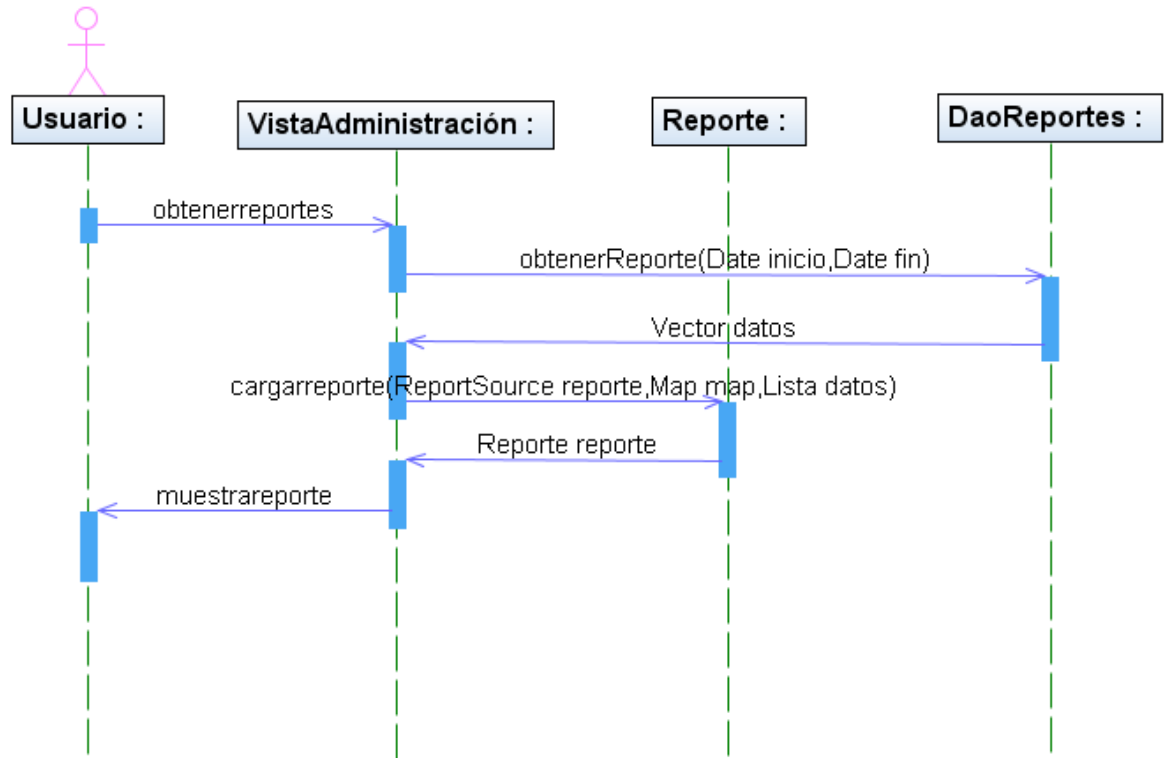 Usuario :
VistaAdministración :
Reporte :
DaoReportes :
obtenerreportes
obtenerReporte(Date inicio,Date fin)
Vector datos
cargarreporte(ReportSource reporte,Map map,Lista datos)
Reporte reporte
muestrareporte